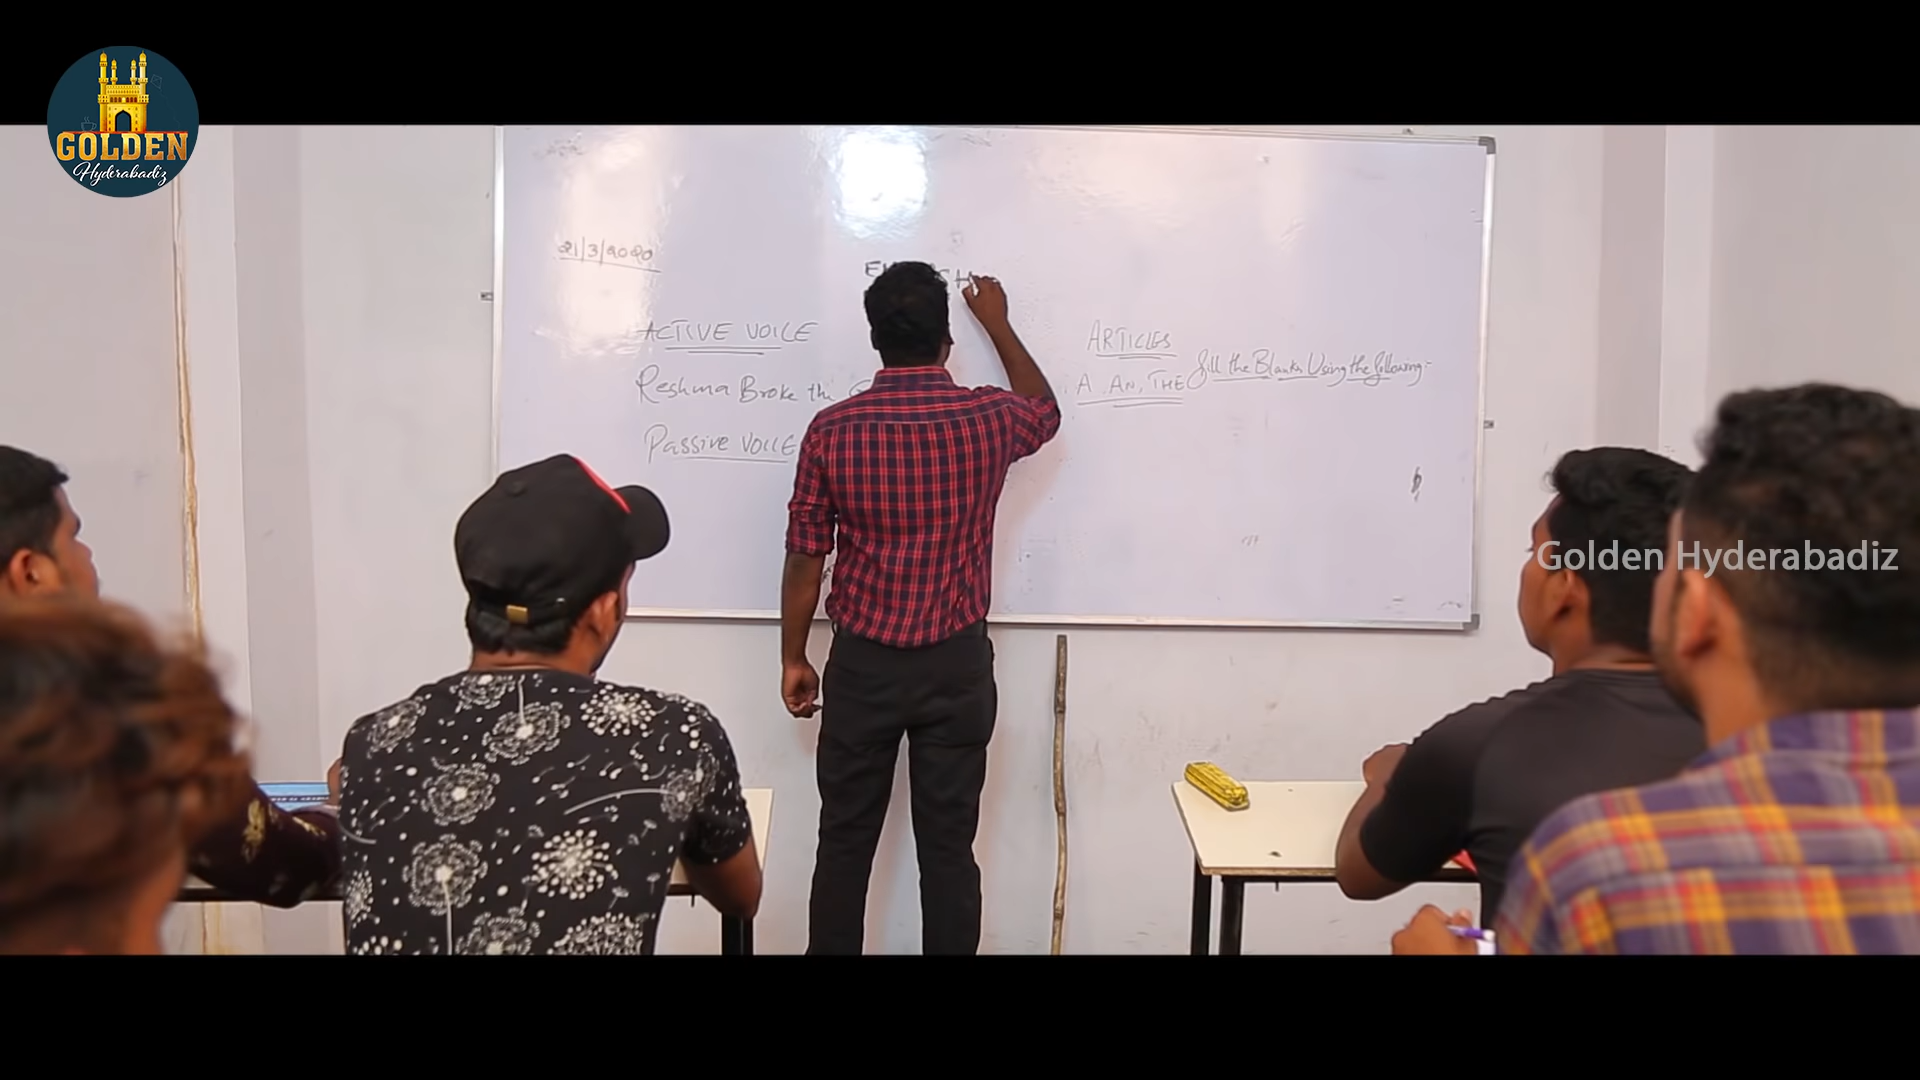 GOLDEN
Hyderabadiz
21/3/2020
ACTIVE VOICE
Reshma Broke the
Passive VOICE
ARTICLES
A. AN, THE fill the Blanks Using the following:-
Golden Hyderabadiz